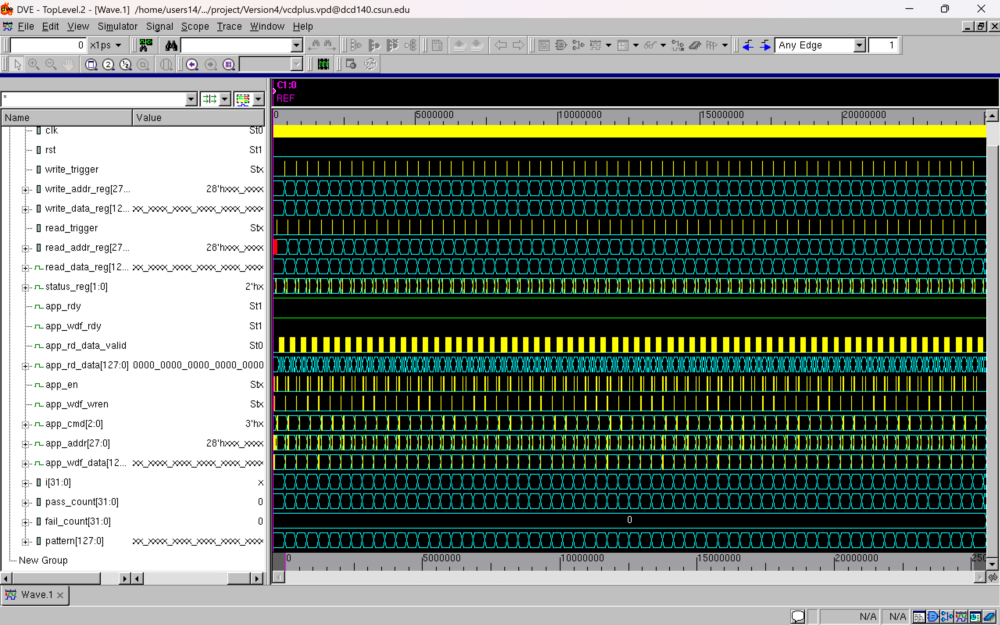 DVE - TopLevel.2 - [Wave.1] /home/users14/.../project/Version4/vcdplus.vpd@dcd140.csun.edu
File Edit View Simulator Signal Scope Trace Window Help
0 x1ps Any Edge 1
2 ½
C1:0
REF
*
Name Value
0 5000000 10000000 15000000 20000000
clk St0
rst St1
write_trigger Stx
write_addr_reg[27... 28'hxxx_xxxx
write_data_reg[12... xx_xxxx_xxxx_xxxx_xxxx_xxxx
read_trigger Stx
read_addr_reg[27... 28'hxxx_xxxx
read_data_reg[12... xx_xxxx_xxxx_xxxx_xxxx_xxxx
status_reg[1:0] 2'hx
app_rdy St1
app_wdf_rdy St1
app_rd_data_valid St0
app_rd_data[127:0] 0000_0000_0000_0000_0000
app_en Stx
app_wdf_wren Stx
app_cmd[2:0] 3'hx
app_addr[27:0] 28'hxxx_xxxx
app_wdf_data[12... xx_xxxx_xxxx_xxxx_xxxx_xxxx
i[31:0] x
pass_count[31:0] 0
fail_count[31:0] 0 0
pattern[127:0] xx_xxxx_xxxx_xxxx_xxxx_xxxx
New Group
0 5000000 10000000 15000000 20000000 250
Wave.1
N/A N/A